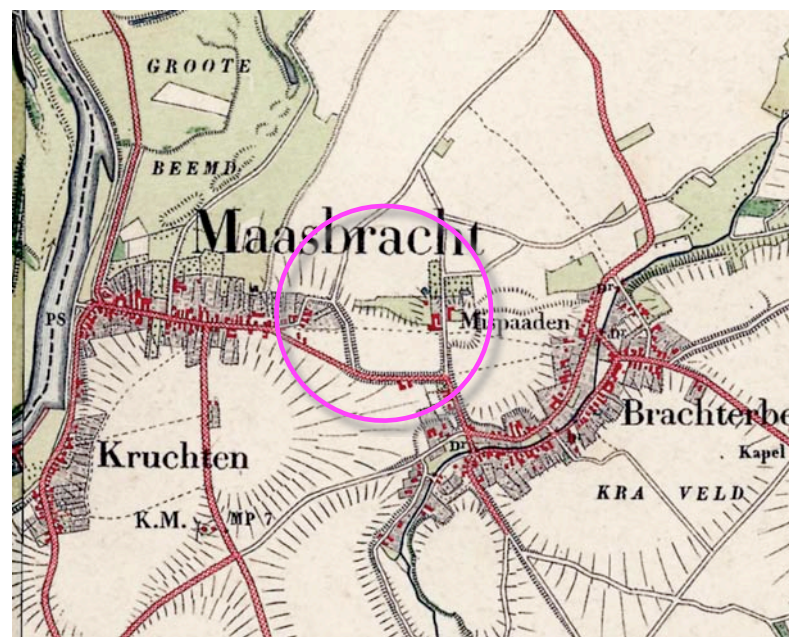 GROOTE
BEEMD
Maasbracht
PS
Mispaaden
Dr.
Dr.
Brachterbe
Kruchten
Dr.
Kapel
KRA VELD
K.M.
MP 7